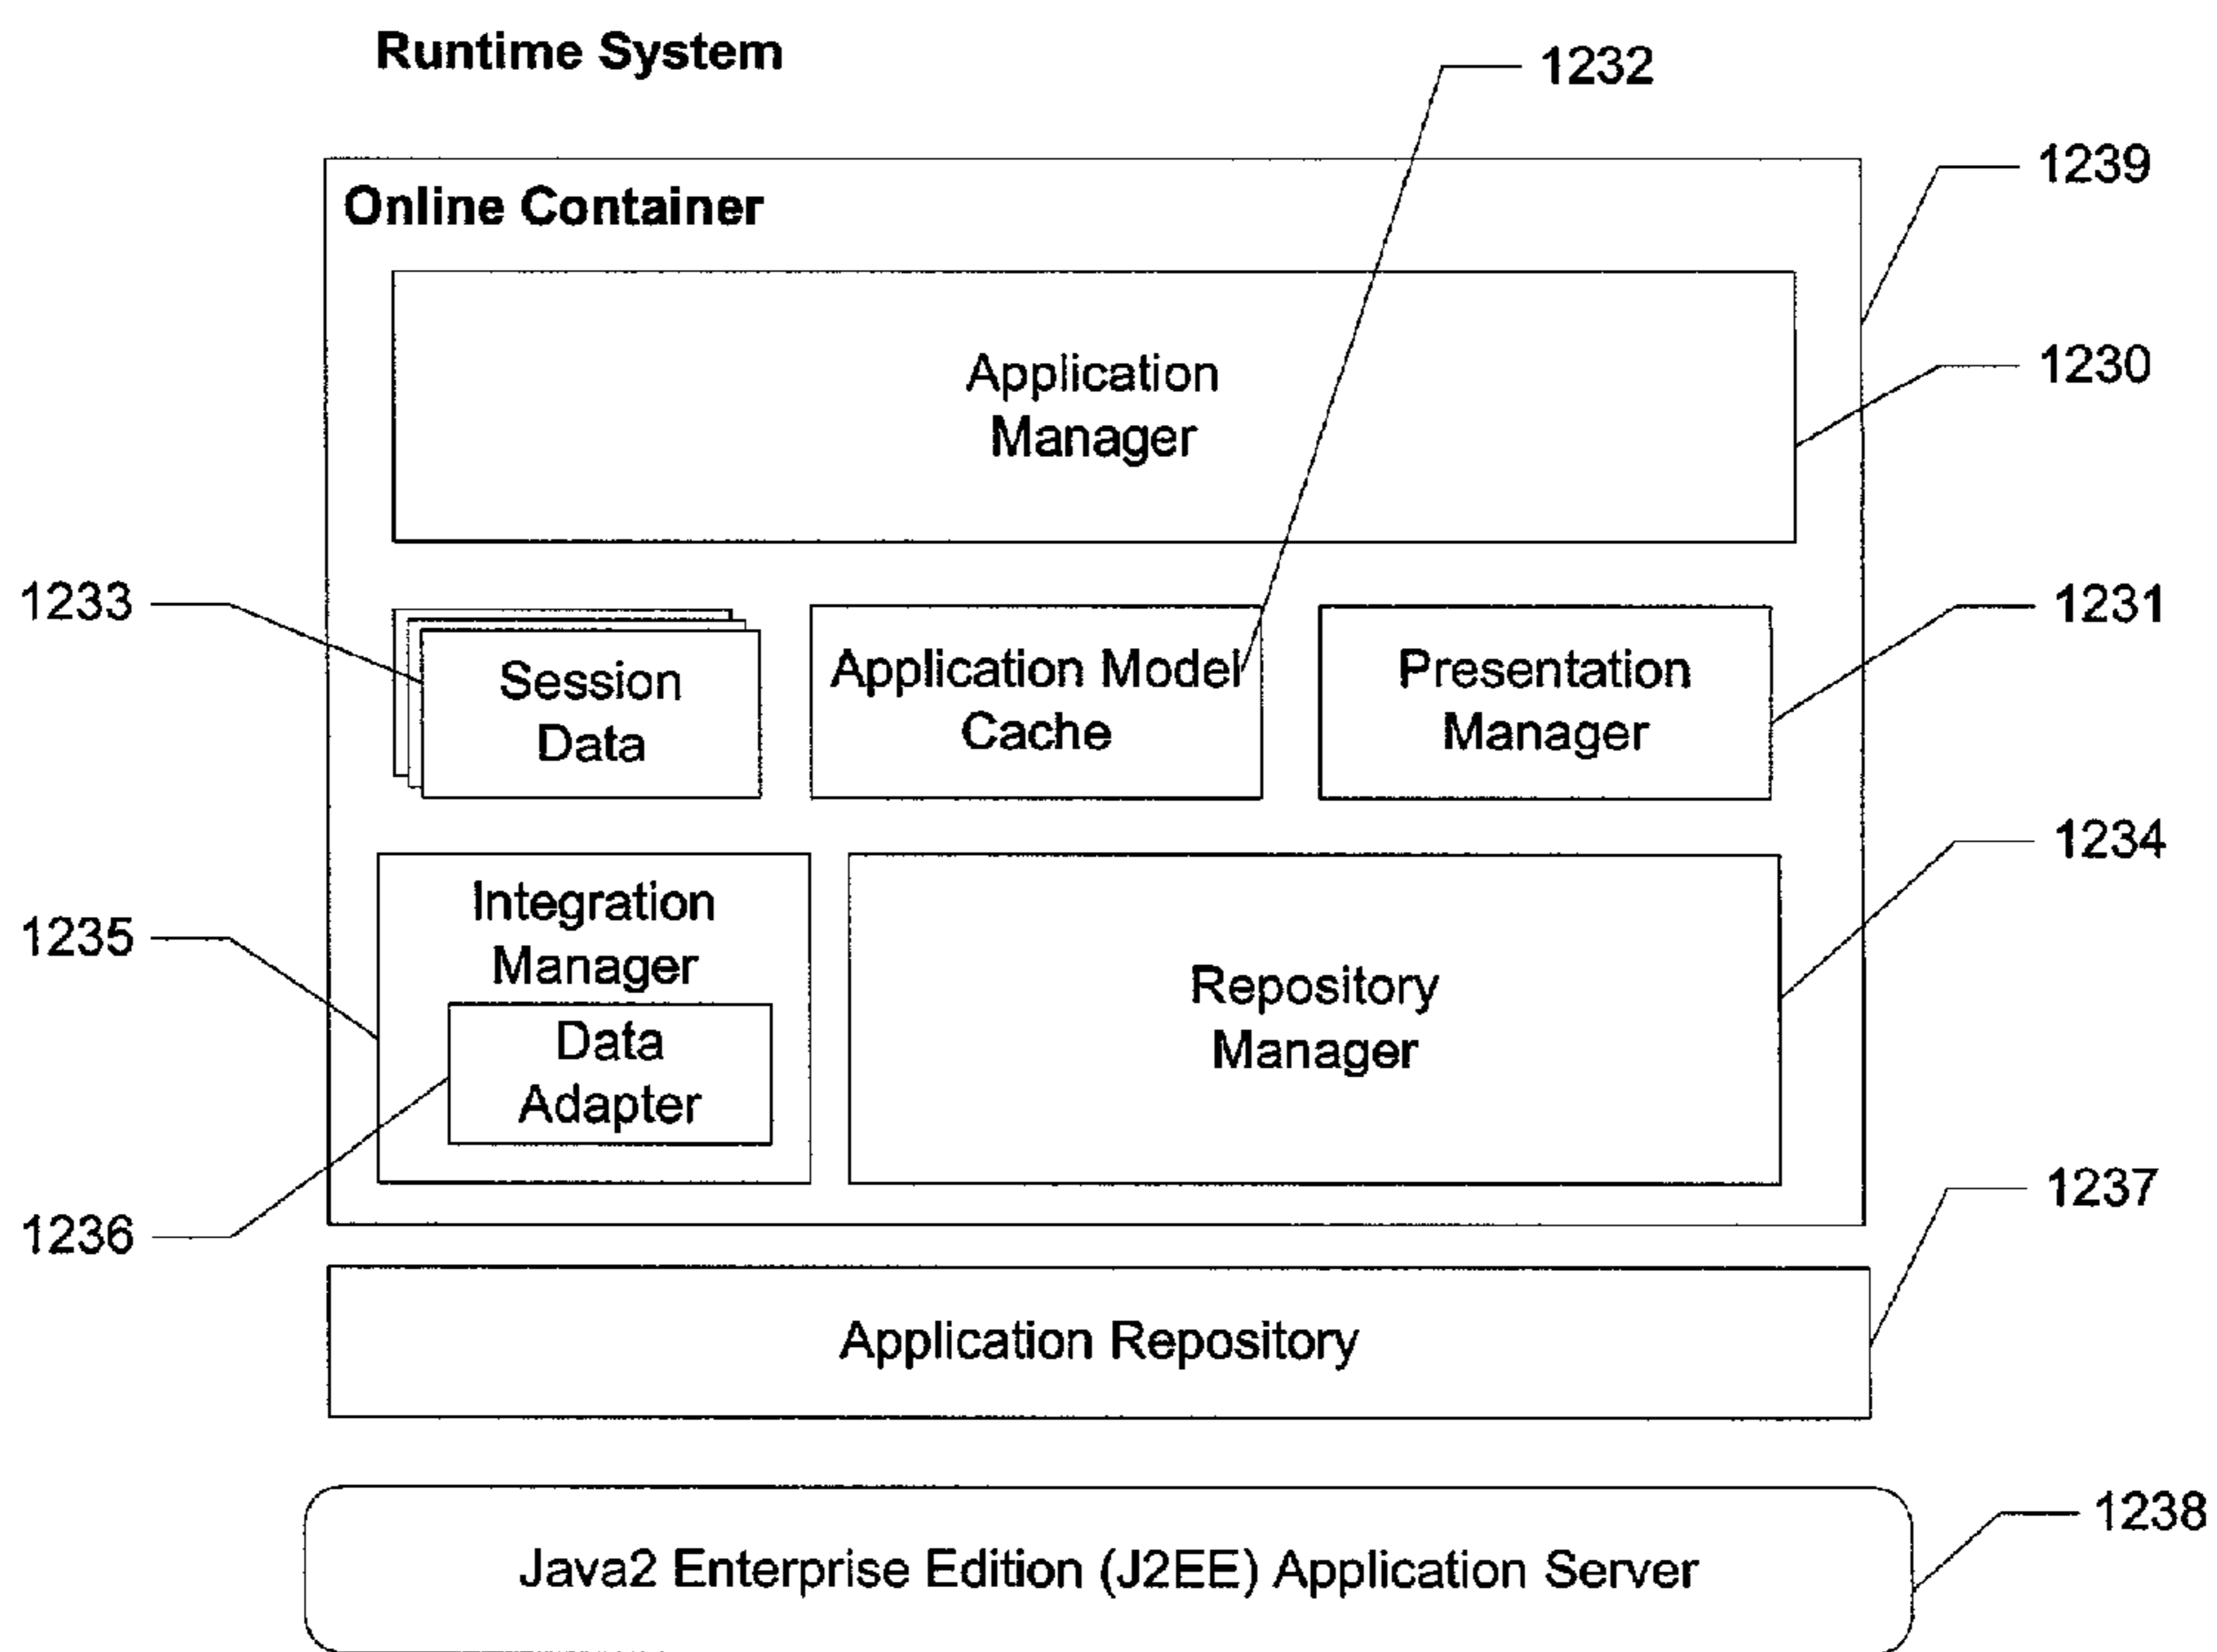 Runtime System
1232
1239
Online Container
1230
Application
Manager
1233
1231
Session
Data
Application Model
Cache
Presentation
Manager
1234
1235
Integration
Manager
Data
Adapter
Repository
Manager
1236
1237
Application Repository
1238
Java2 Enterprise Edition (J2EE) Application Server